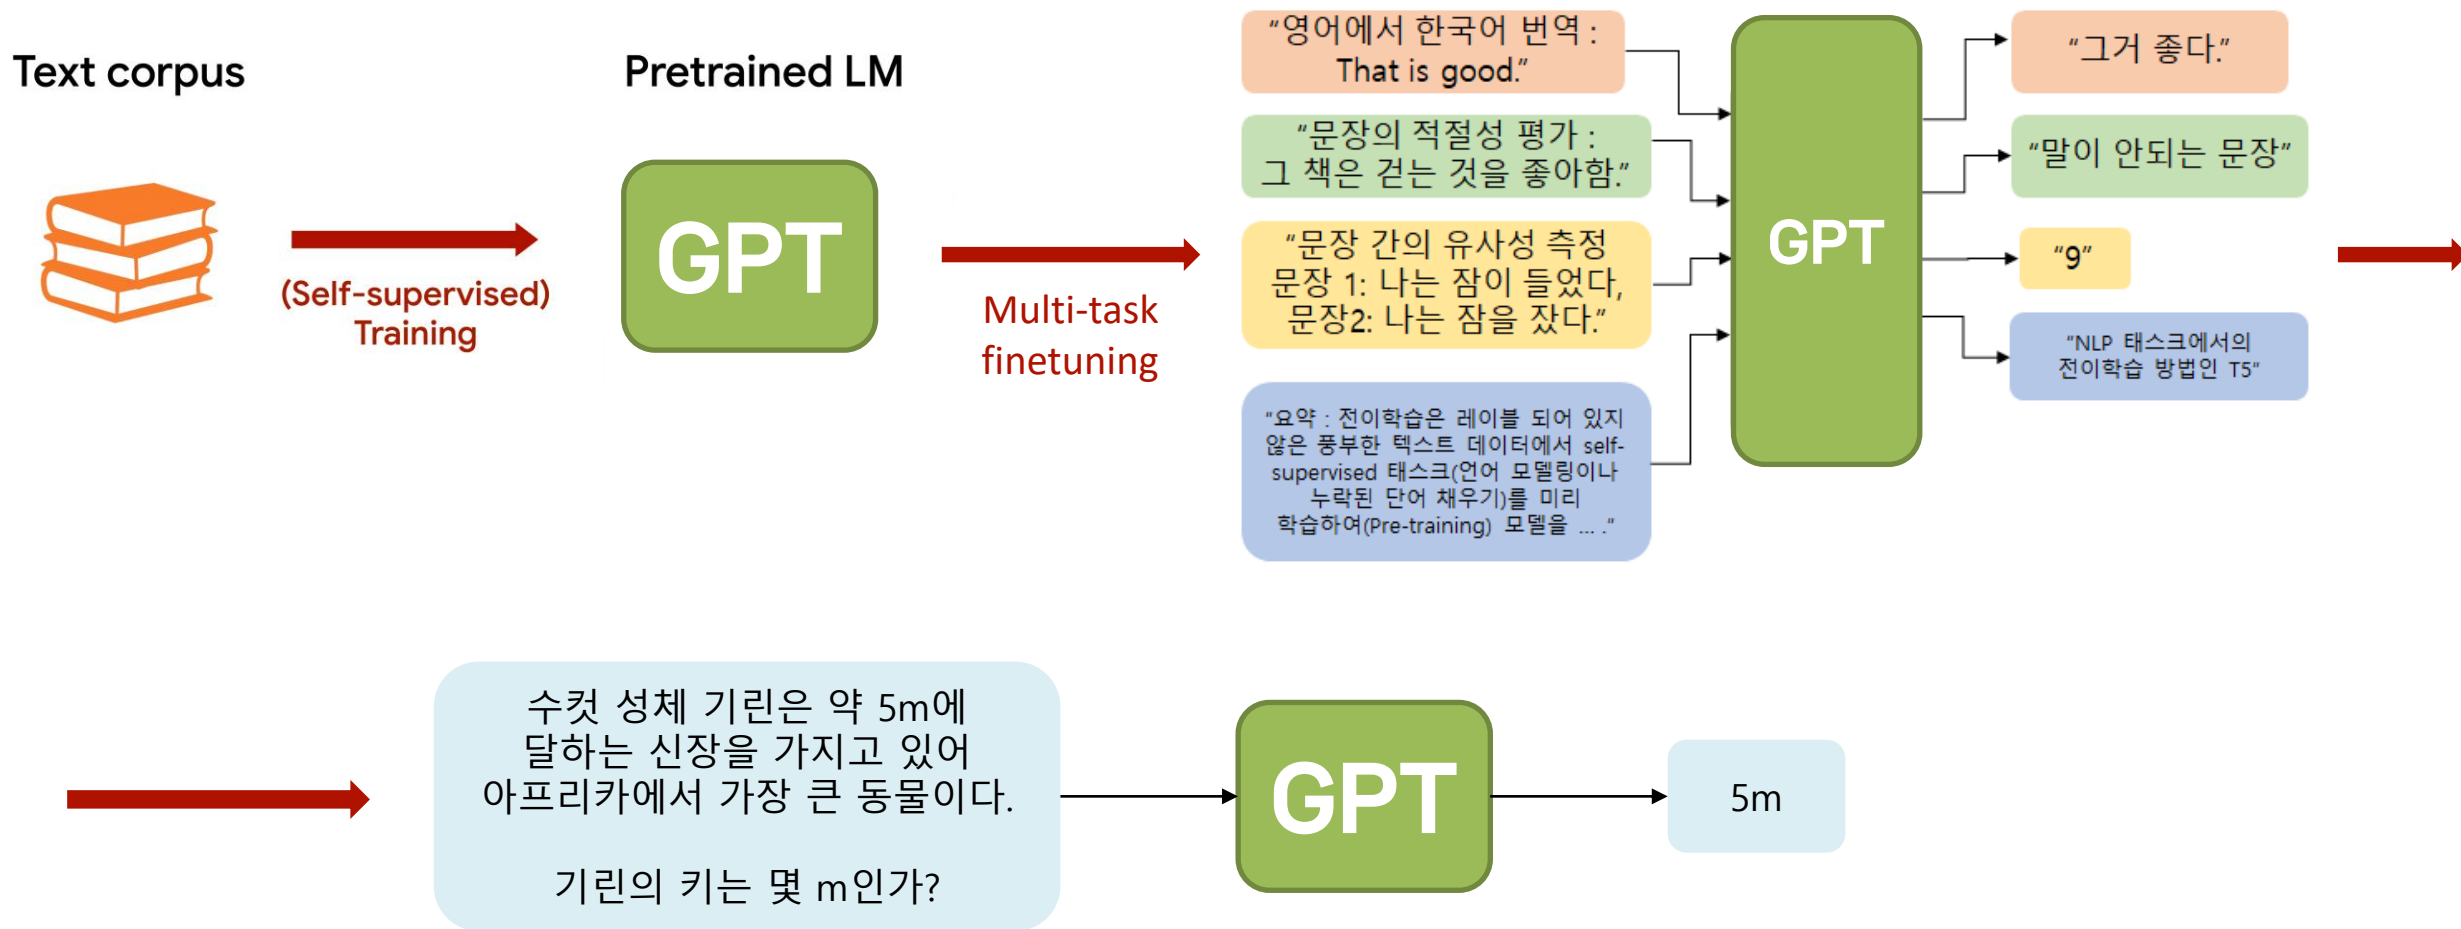 Text corpus
(Self-supervised)
Training
Pretrained LM
GPT
Multi-task
finetuning
"영어에서 한국어 번역 :
That is good."
"문장의 적절성 평가 :
그 책은 걷는 것을 좋아함."
"문장 간의 유사성 측정
문장 1: 나는 잠이 들었다,
문장2: 나는 잠을 잤다."
"요약 : 전이학습은 레이블 되어 있지
않은 풍부한 텍스트 데이터에서 self-
supervised 태스크(언어 모델링이나
누락된 단어 채우기)를 미리
학습하여(Pre-training) 모델을 ... ."
GPT
"그거 좋다."
"말이 안되는 문장"
"9"
"NLP 태스크에서의
전이학습 방법인 T5"
수컷 성체 기린은 약 5m에
달하는 신장을 가지고 있어
아프리카에서 가장 큰 동물이다.
기린의 키는 몇 m인가?
GPT
5m